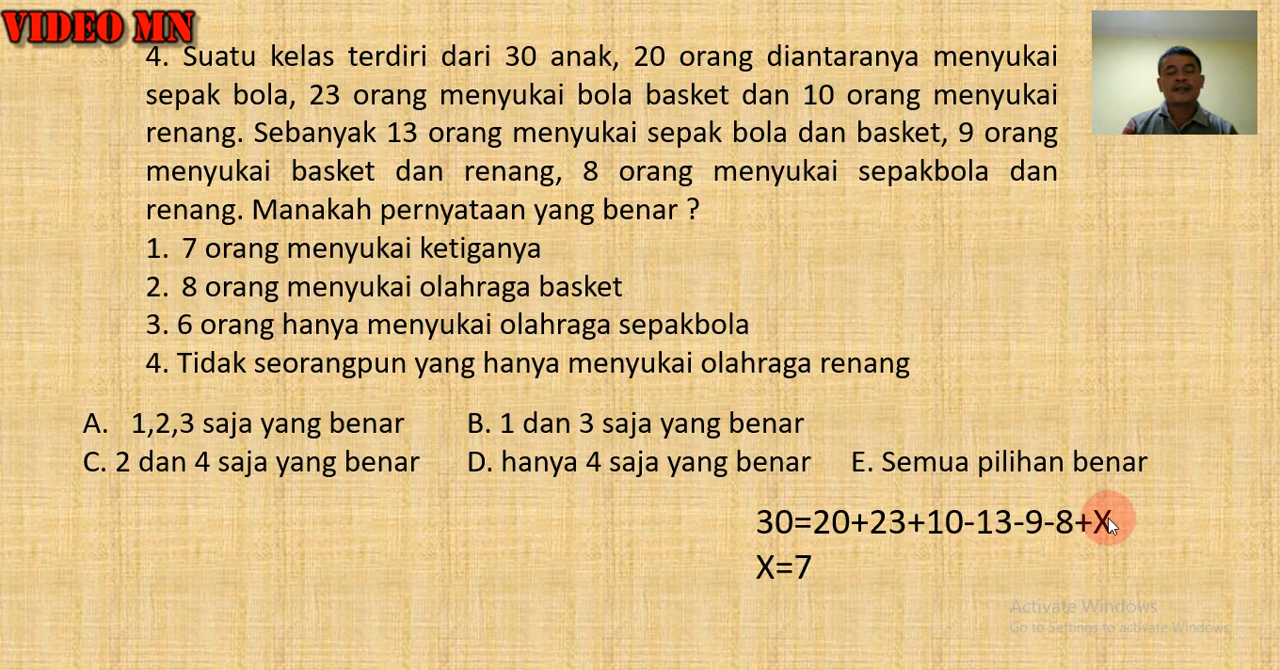 VIDEO MN
4. Suatu kelas terdiri dari 30 anak, 20 orang diantaranya menyukai
sepak bola, 23 orang menyukai bola basket dan 10 orang menyukai
renang. Sebanyak 13 orang menyukai sepak bola dan basket, 9 orang
menyukai basket dan renang, 8 orang menyukai sepakbola dan
renang. Manakah pernyataan yang benar ?
1. 7 orang menyukai ketiganya
2. 8 orang menyukai olahraga basket
3. 6 orang hanya menyukai olahraga sepakbola
4. Tidak seorangpun yang hanya menyukai olahraga renang
A. 1,2,3 saja yang benar B. 1 dan 3 saja yang benar
C. 2 dan 4 saja yang benar D. hanya 4 saja yang benar E. Semua pilihan benar
30=20+23+10-13-9-8+X
X=7
Activate Windows
Go to Settings to activate Windows.